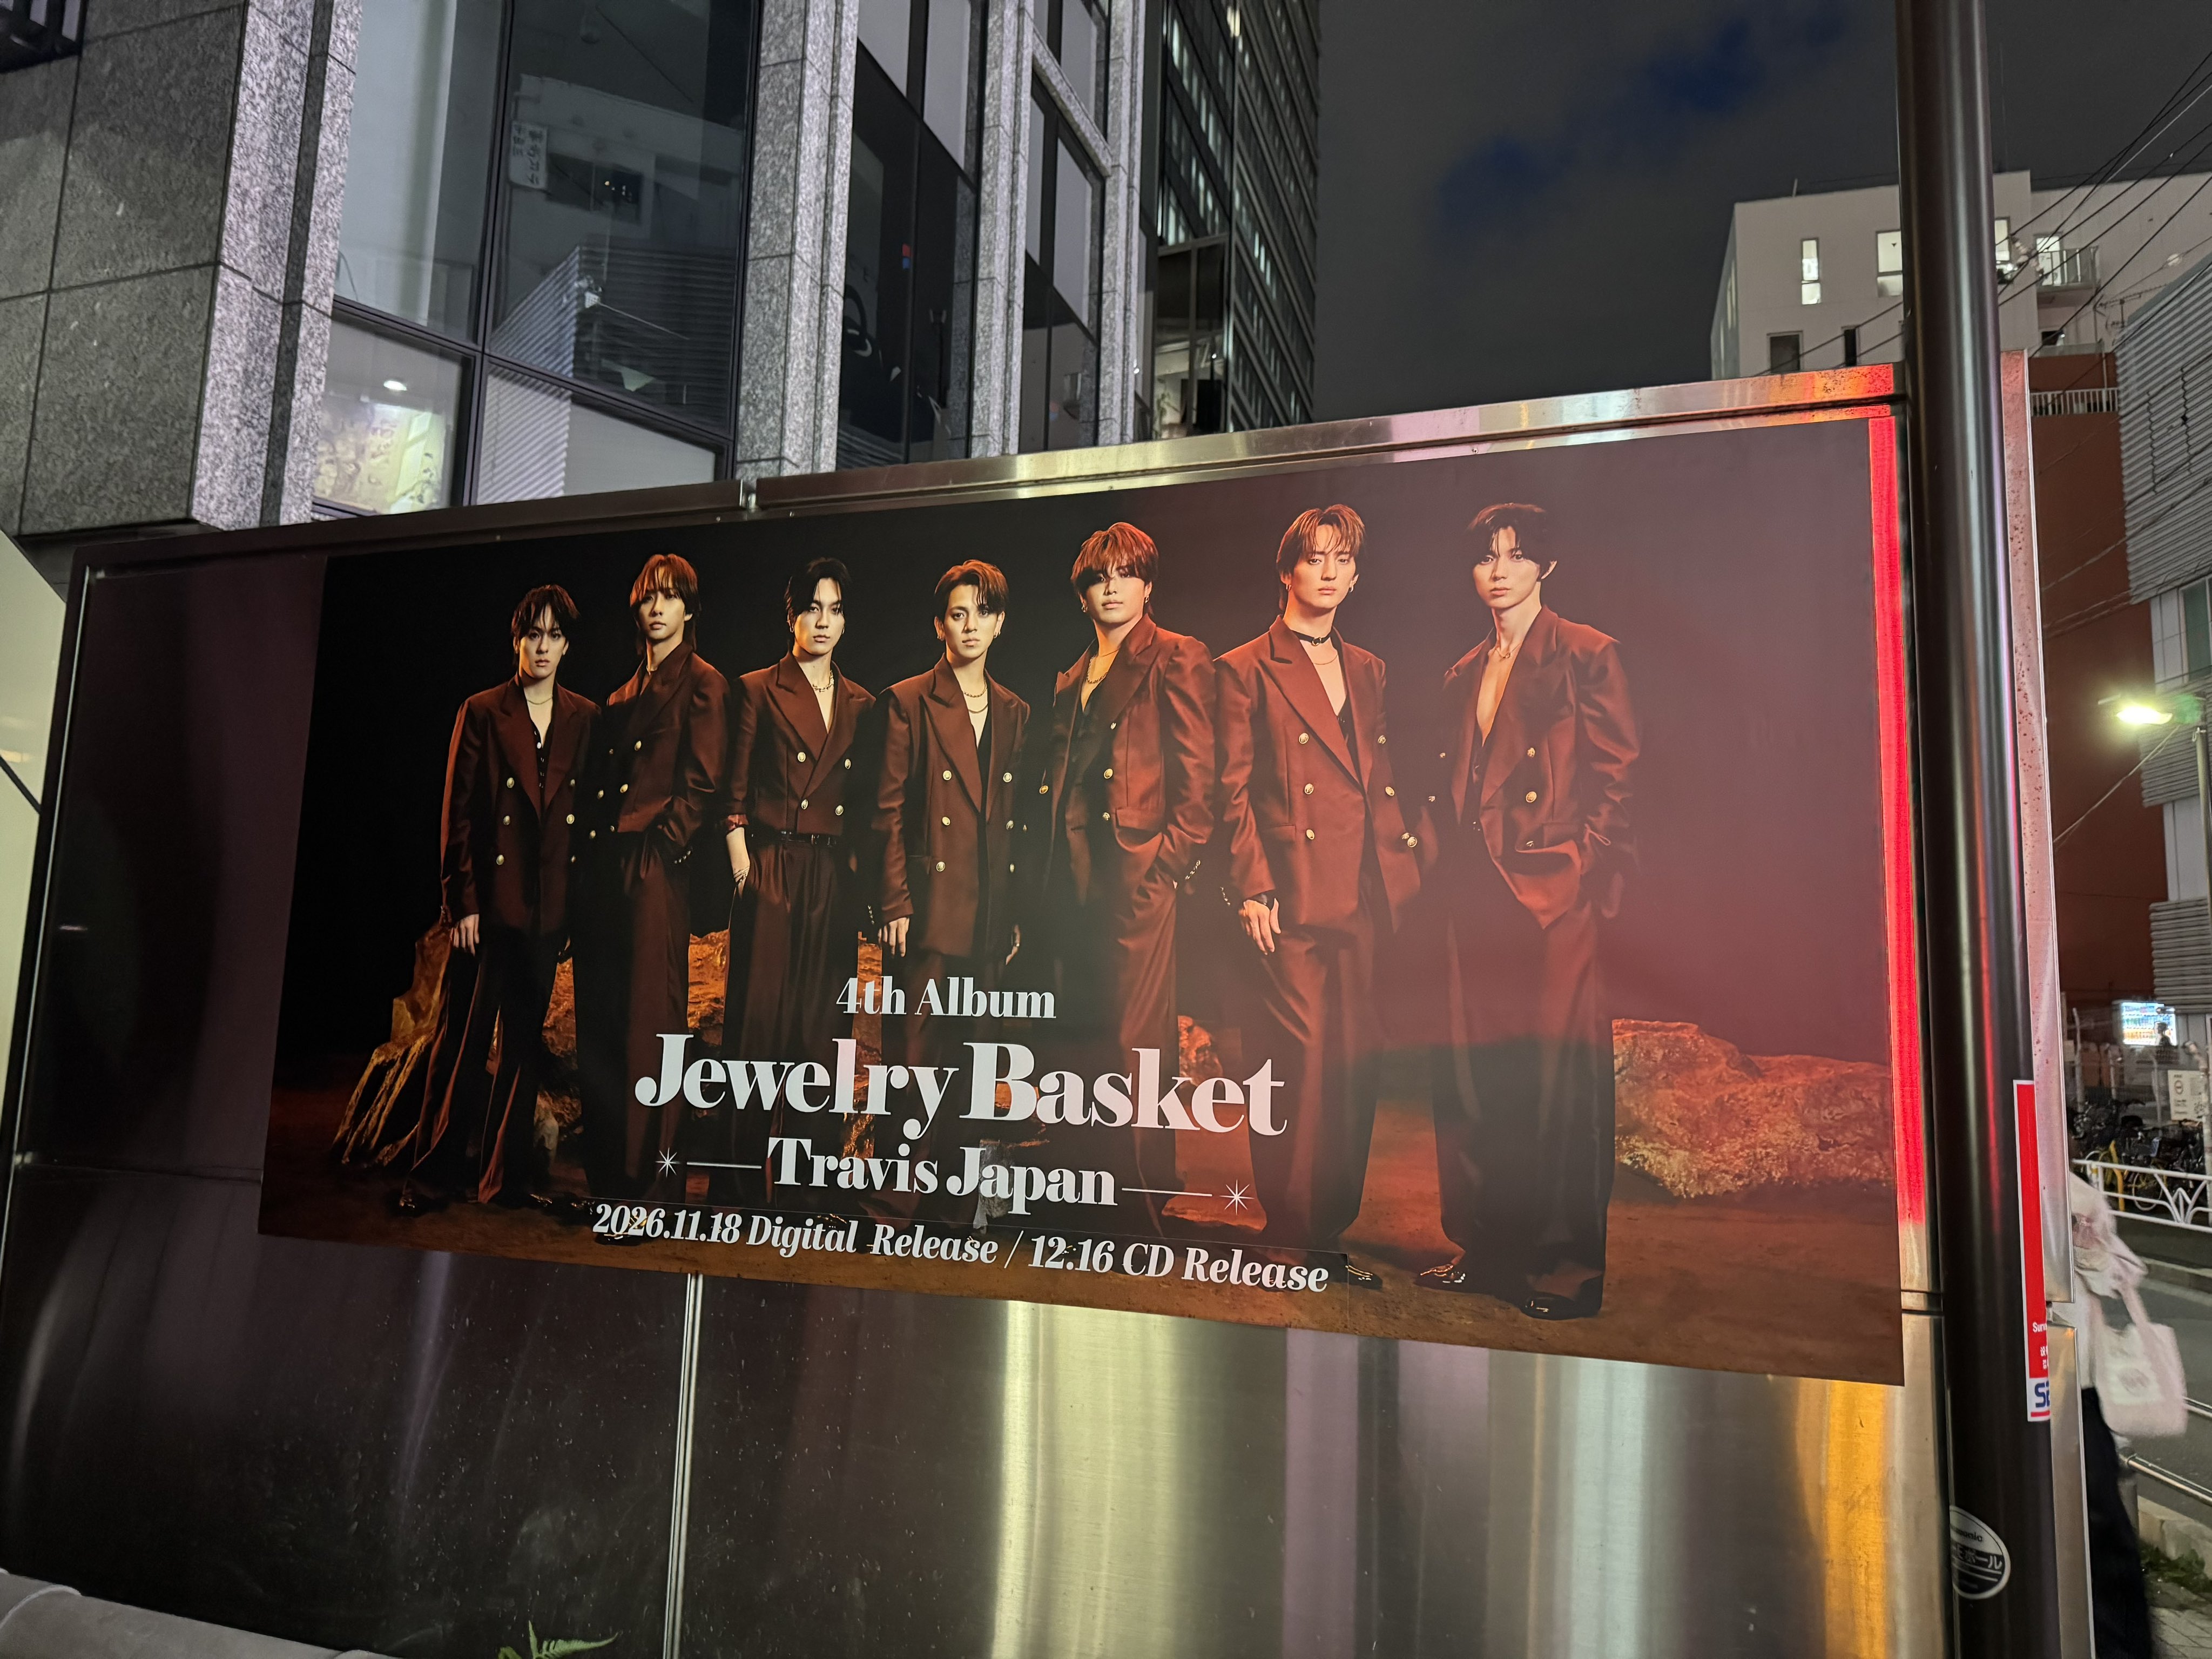 4th Album
Jewelry Basket
Travis Japan
2026.11.18 Digital Release / 12.16 CD Release